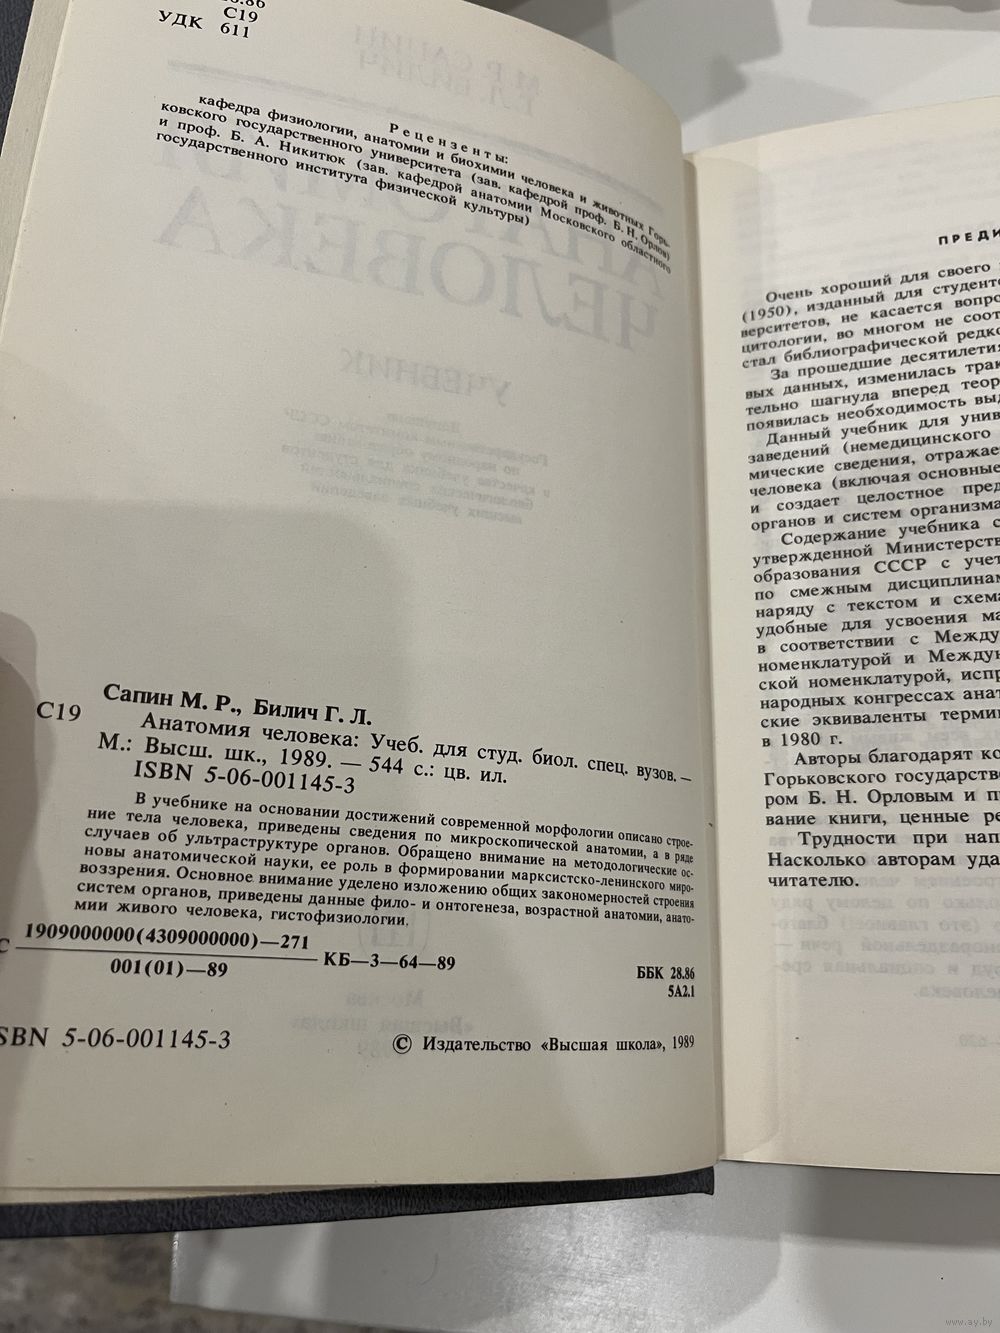 С19
УДК 611
Рецензенты:
кафедра физиологии, анатомии и биохимии человека и животных Горь-
ковского государственного университета (зав. кафедрой проф. Б. Н. Орлов)
и проф. Б. А. Никитюк (зав. кафедрой анатомии Московского областного
государственного института физической культуры)
Сапин М. Р., Билич Г. Л.
С19 Анатомия человека: Учеб. для студ. биол. спец. вузов. —
М.: Высш. шк., 1989. — 544 с.: цв. ил.
ISBN 5-06-001145-3
В учебнике на основании достижений современной морфологии описано строе-
ние тела человека, приведены сведения по микроскопической анатомии, а в ряде
случаев об ультраструктуре органов. Обращено внимание на методологические ос-
новы анатомической науки, ее роль в формировании марксистско-ленинского миро-
воззрения. Основное внимание уделено изложению общих закономерностей строения
систем органов, приведены данные фило- и онтогенеза, возрастной анатомии, анато-
мии живого человека, гистофизиологии.
С 1909000000(4309000000)—271
001(01)—89 КБ—3—64—89
ББК 28.86
5А2.1
SBN 5-06-001145-3
© Издательство «Высшая школа», 1989
ПРЕДИ
Очень хороший для своего
(1950), изданный для студент
верситетов, не касается вопро
цитологии, во многом не соот
стал библиографической редко
За прошедшие десятилетия
вых данных, изменилась трак
тельно шагнула вперед теор
появилась необходимость выд
Данный учебник для унив
заведений (немедицинского
мические сведения, отражае
человека (включая основные
и создает целостное пред
органов и систем организма
Содержание учебника с
утвержденной Министерств
образования СССР с учет
по смежным дисциплинам
наряду с текстом и схема
удобные для усвоения ма
в соответствии с Между
номенклатурой и Междун
ской номенклатурой, испр
народных конгрессах анат
ские эквиваленты терми
в 1980 г.
Авторы благодарят ко
Горьковского государстве
ром Б. Н. Орловым и п
вание книги, ценные ре
Трудности при нап
Насколько авторам уда
читателю.
www.ay.by